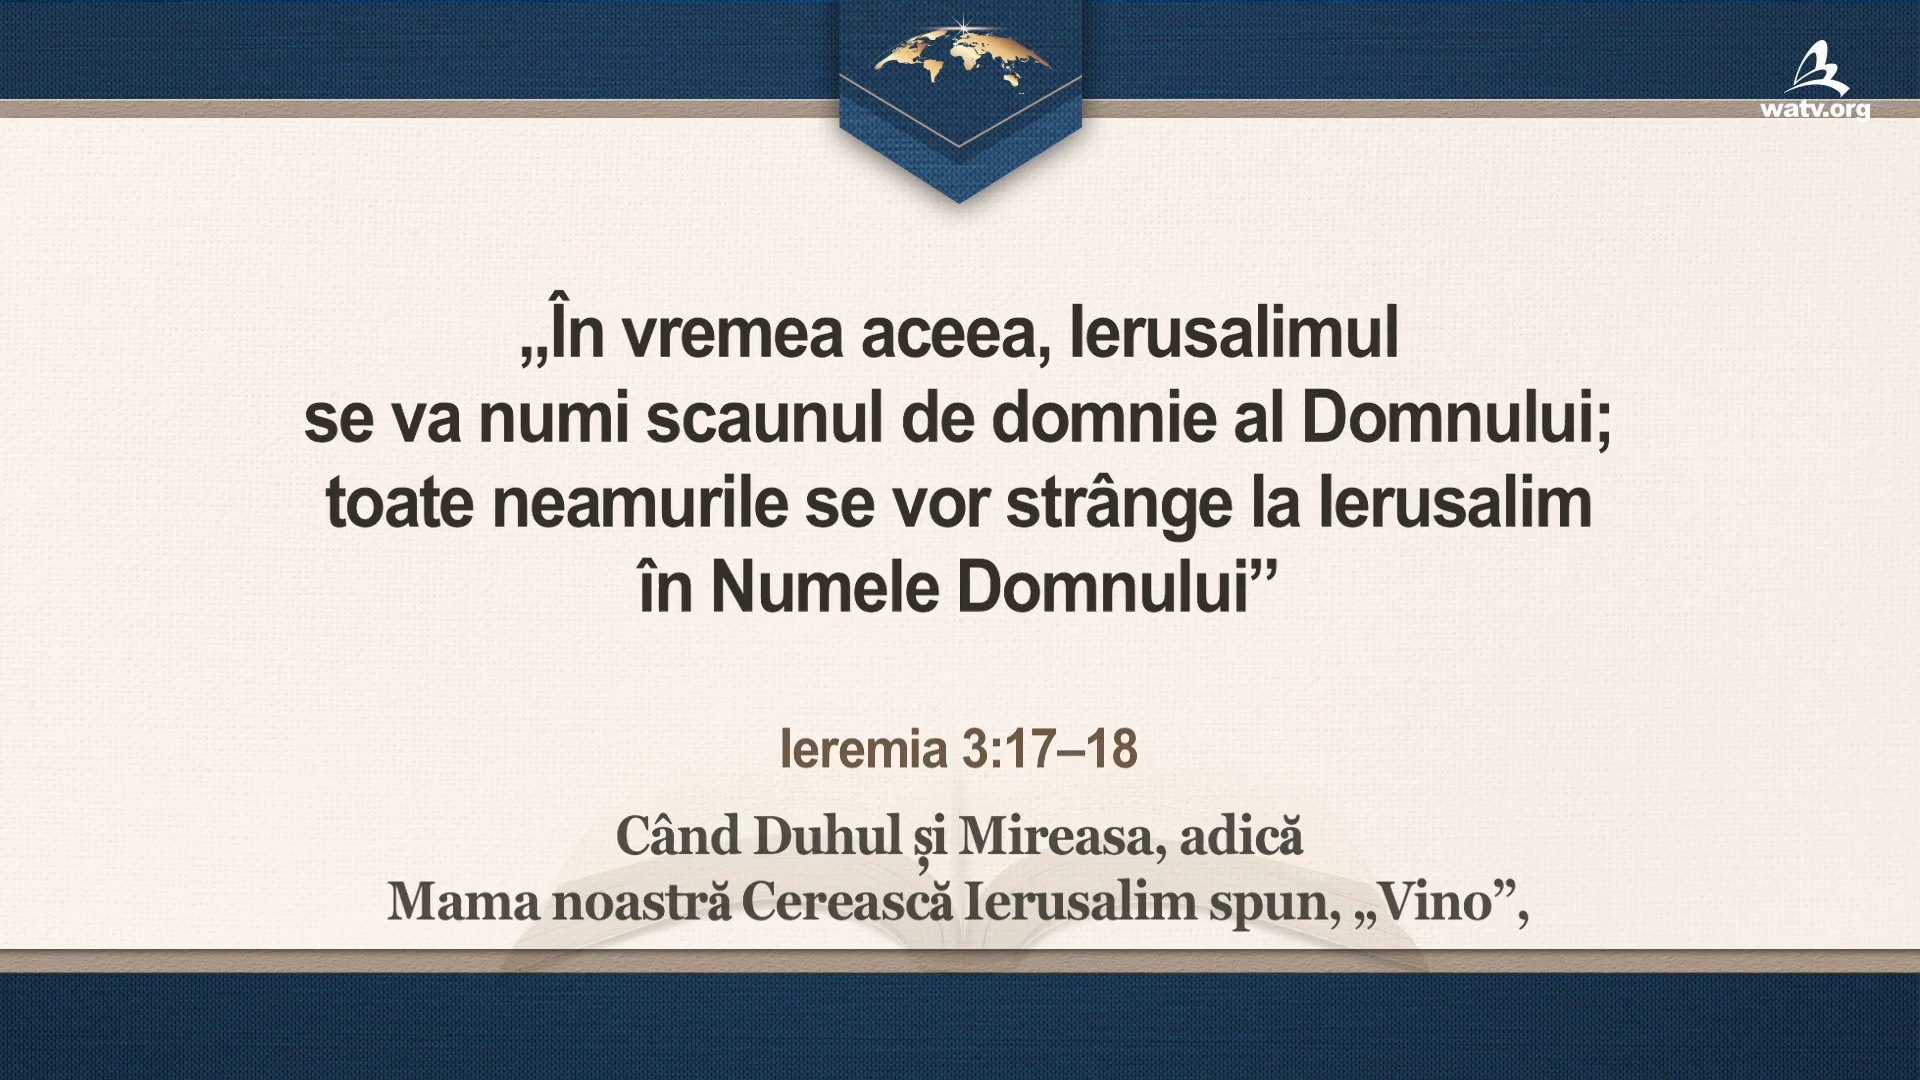 watv.org
„În vremea aceea, Ierusalimul
se va numi scaunul de domnie al Domnului;
toate neamurile se vor strânge la Ierusalim
în Numele Domnului”
Ieremia 3:17–18
Când Duhul și Mireasa, adică
Mama noastră Cerească Ierusalim spun, „Vino”,